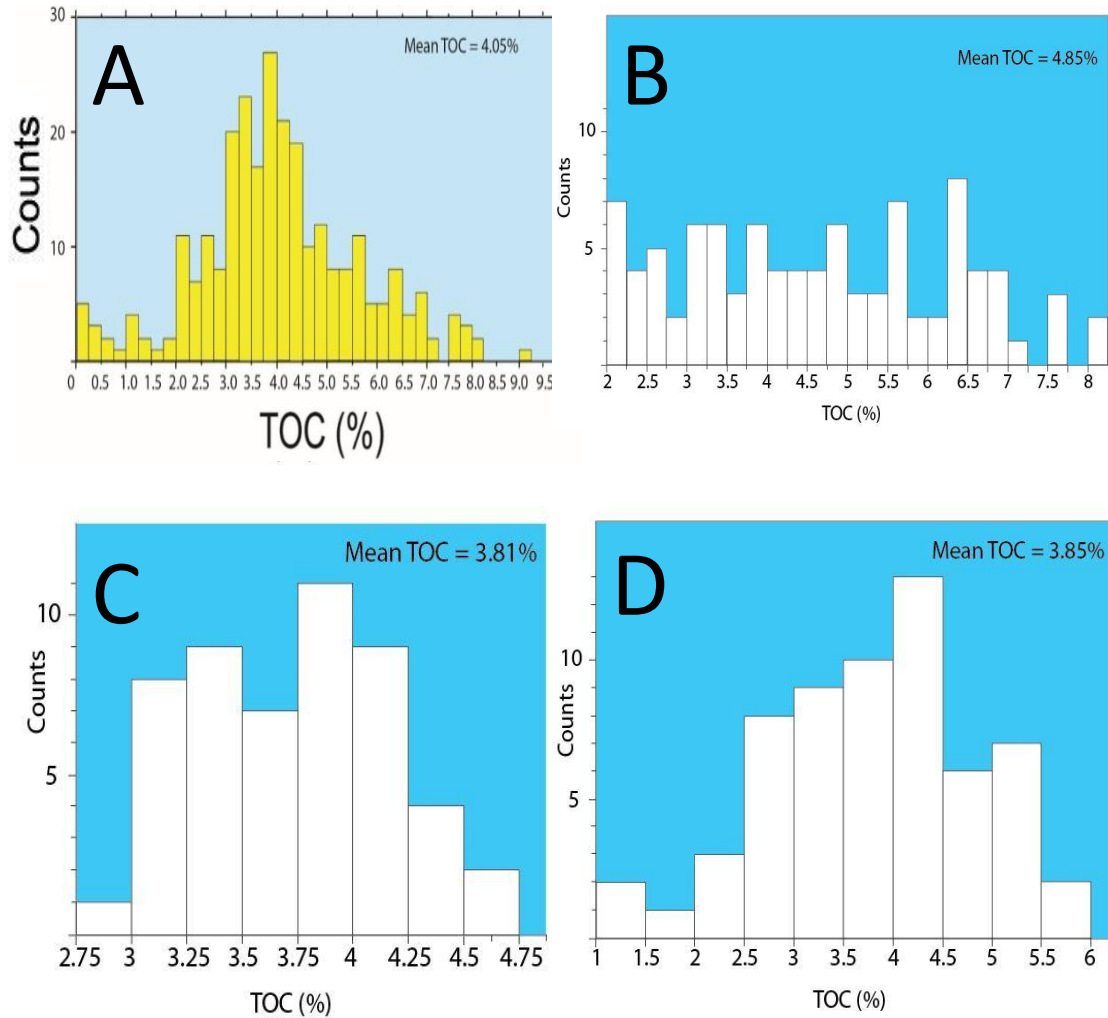 A
Mean TOC = 4.05%
30
20
10
Counts
0 0.5 1.0 1.5 2.0 2.5 3.0 3.5 4.0 4.5 5.0 5.5 6.0 6.5 7.0 7.5 8.0 8.5 9.0 9.5
TOC (%)
B
Mean TOC = 4.85%
10
5
Counts
2 2.5 3 3.5 4 4.5 5 5.5 6 6.5 7 7.5 8
TOC (%)
C
Mean TOC = 3.81%
10
5
Counts
2.75 3 3.25 3.5 3.75 4 4.25 4.5 4.75
TOC (%)
D
Mean TOC = 3.85%
10
5
Counts
1 1.5 2 2.5 3 3.5 4 4.5 5 5.5 6
TOC (%)